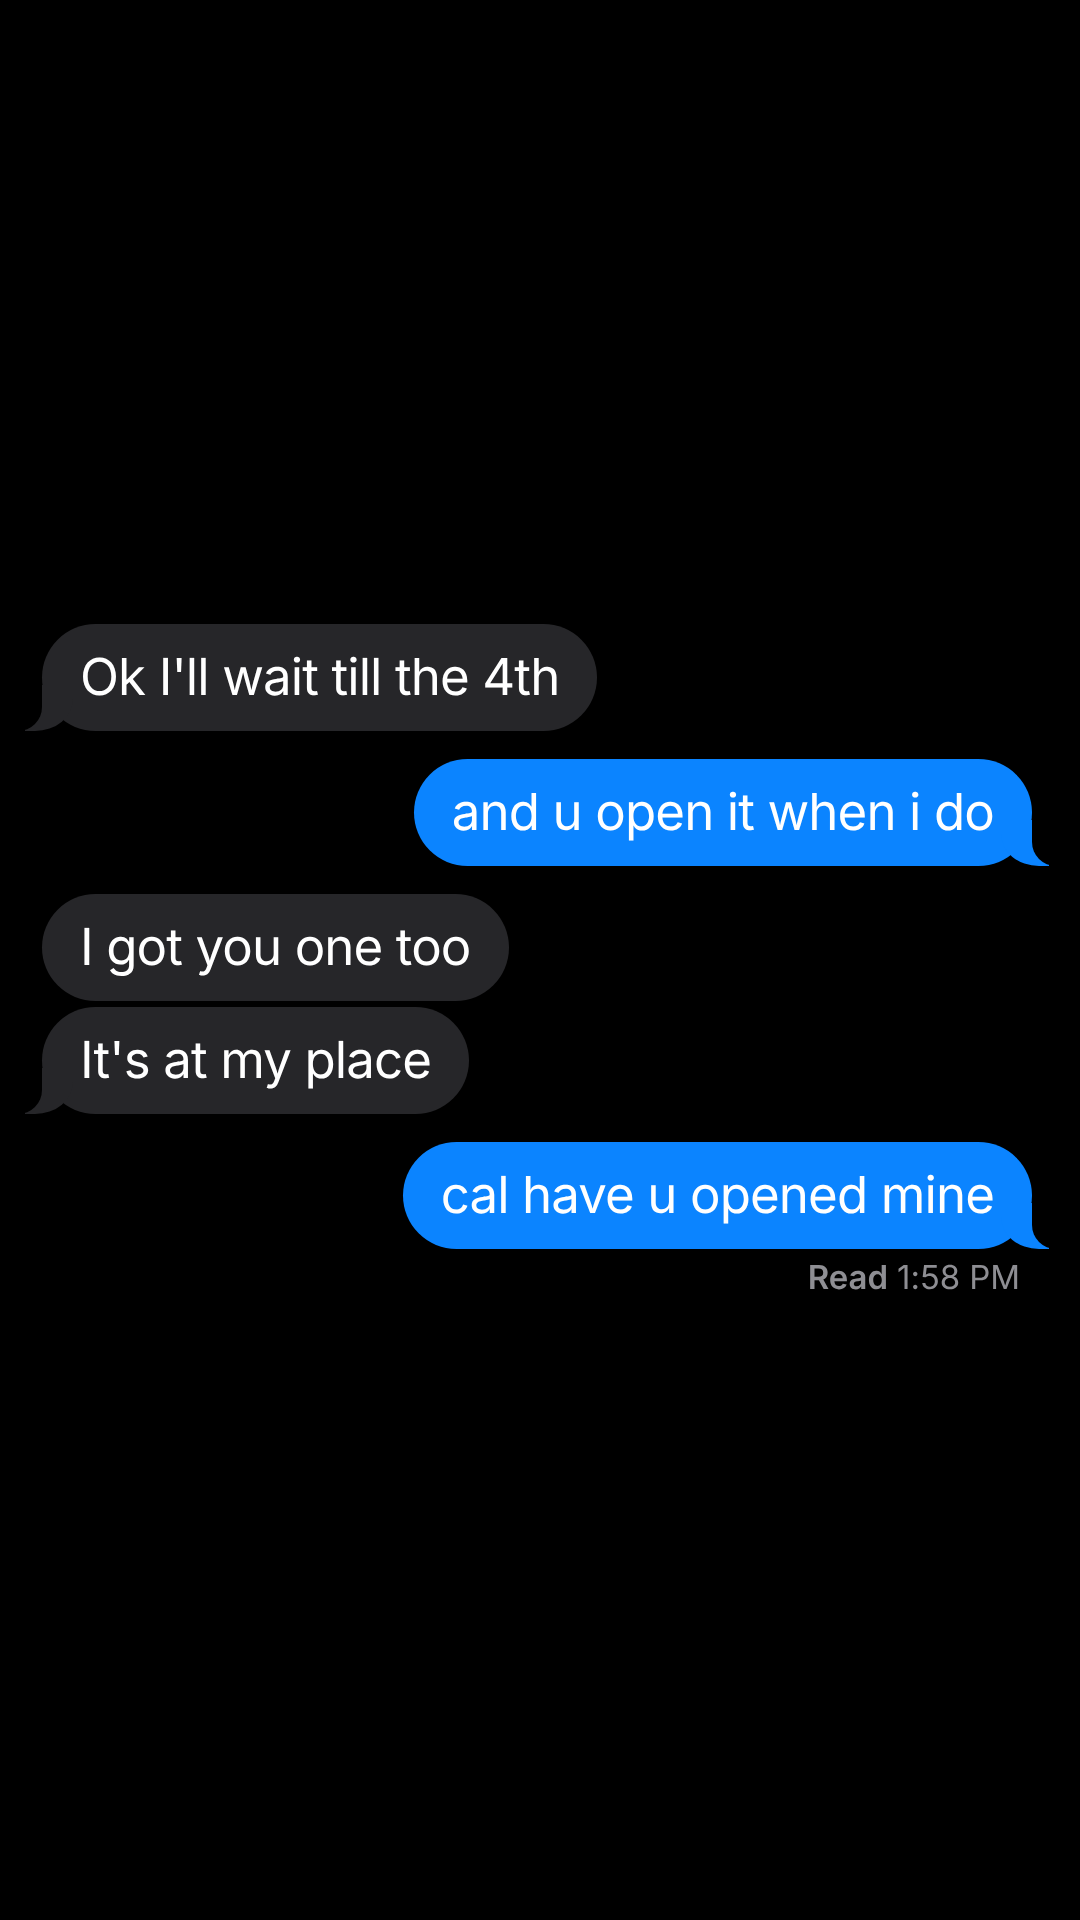 Ok I'll wait till the 4th
and u open it when i do
I got you one too
It's at my place
cal have u opened mine
Read 1:58 PM